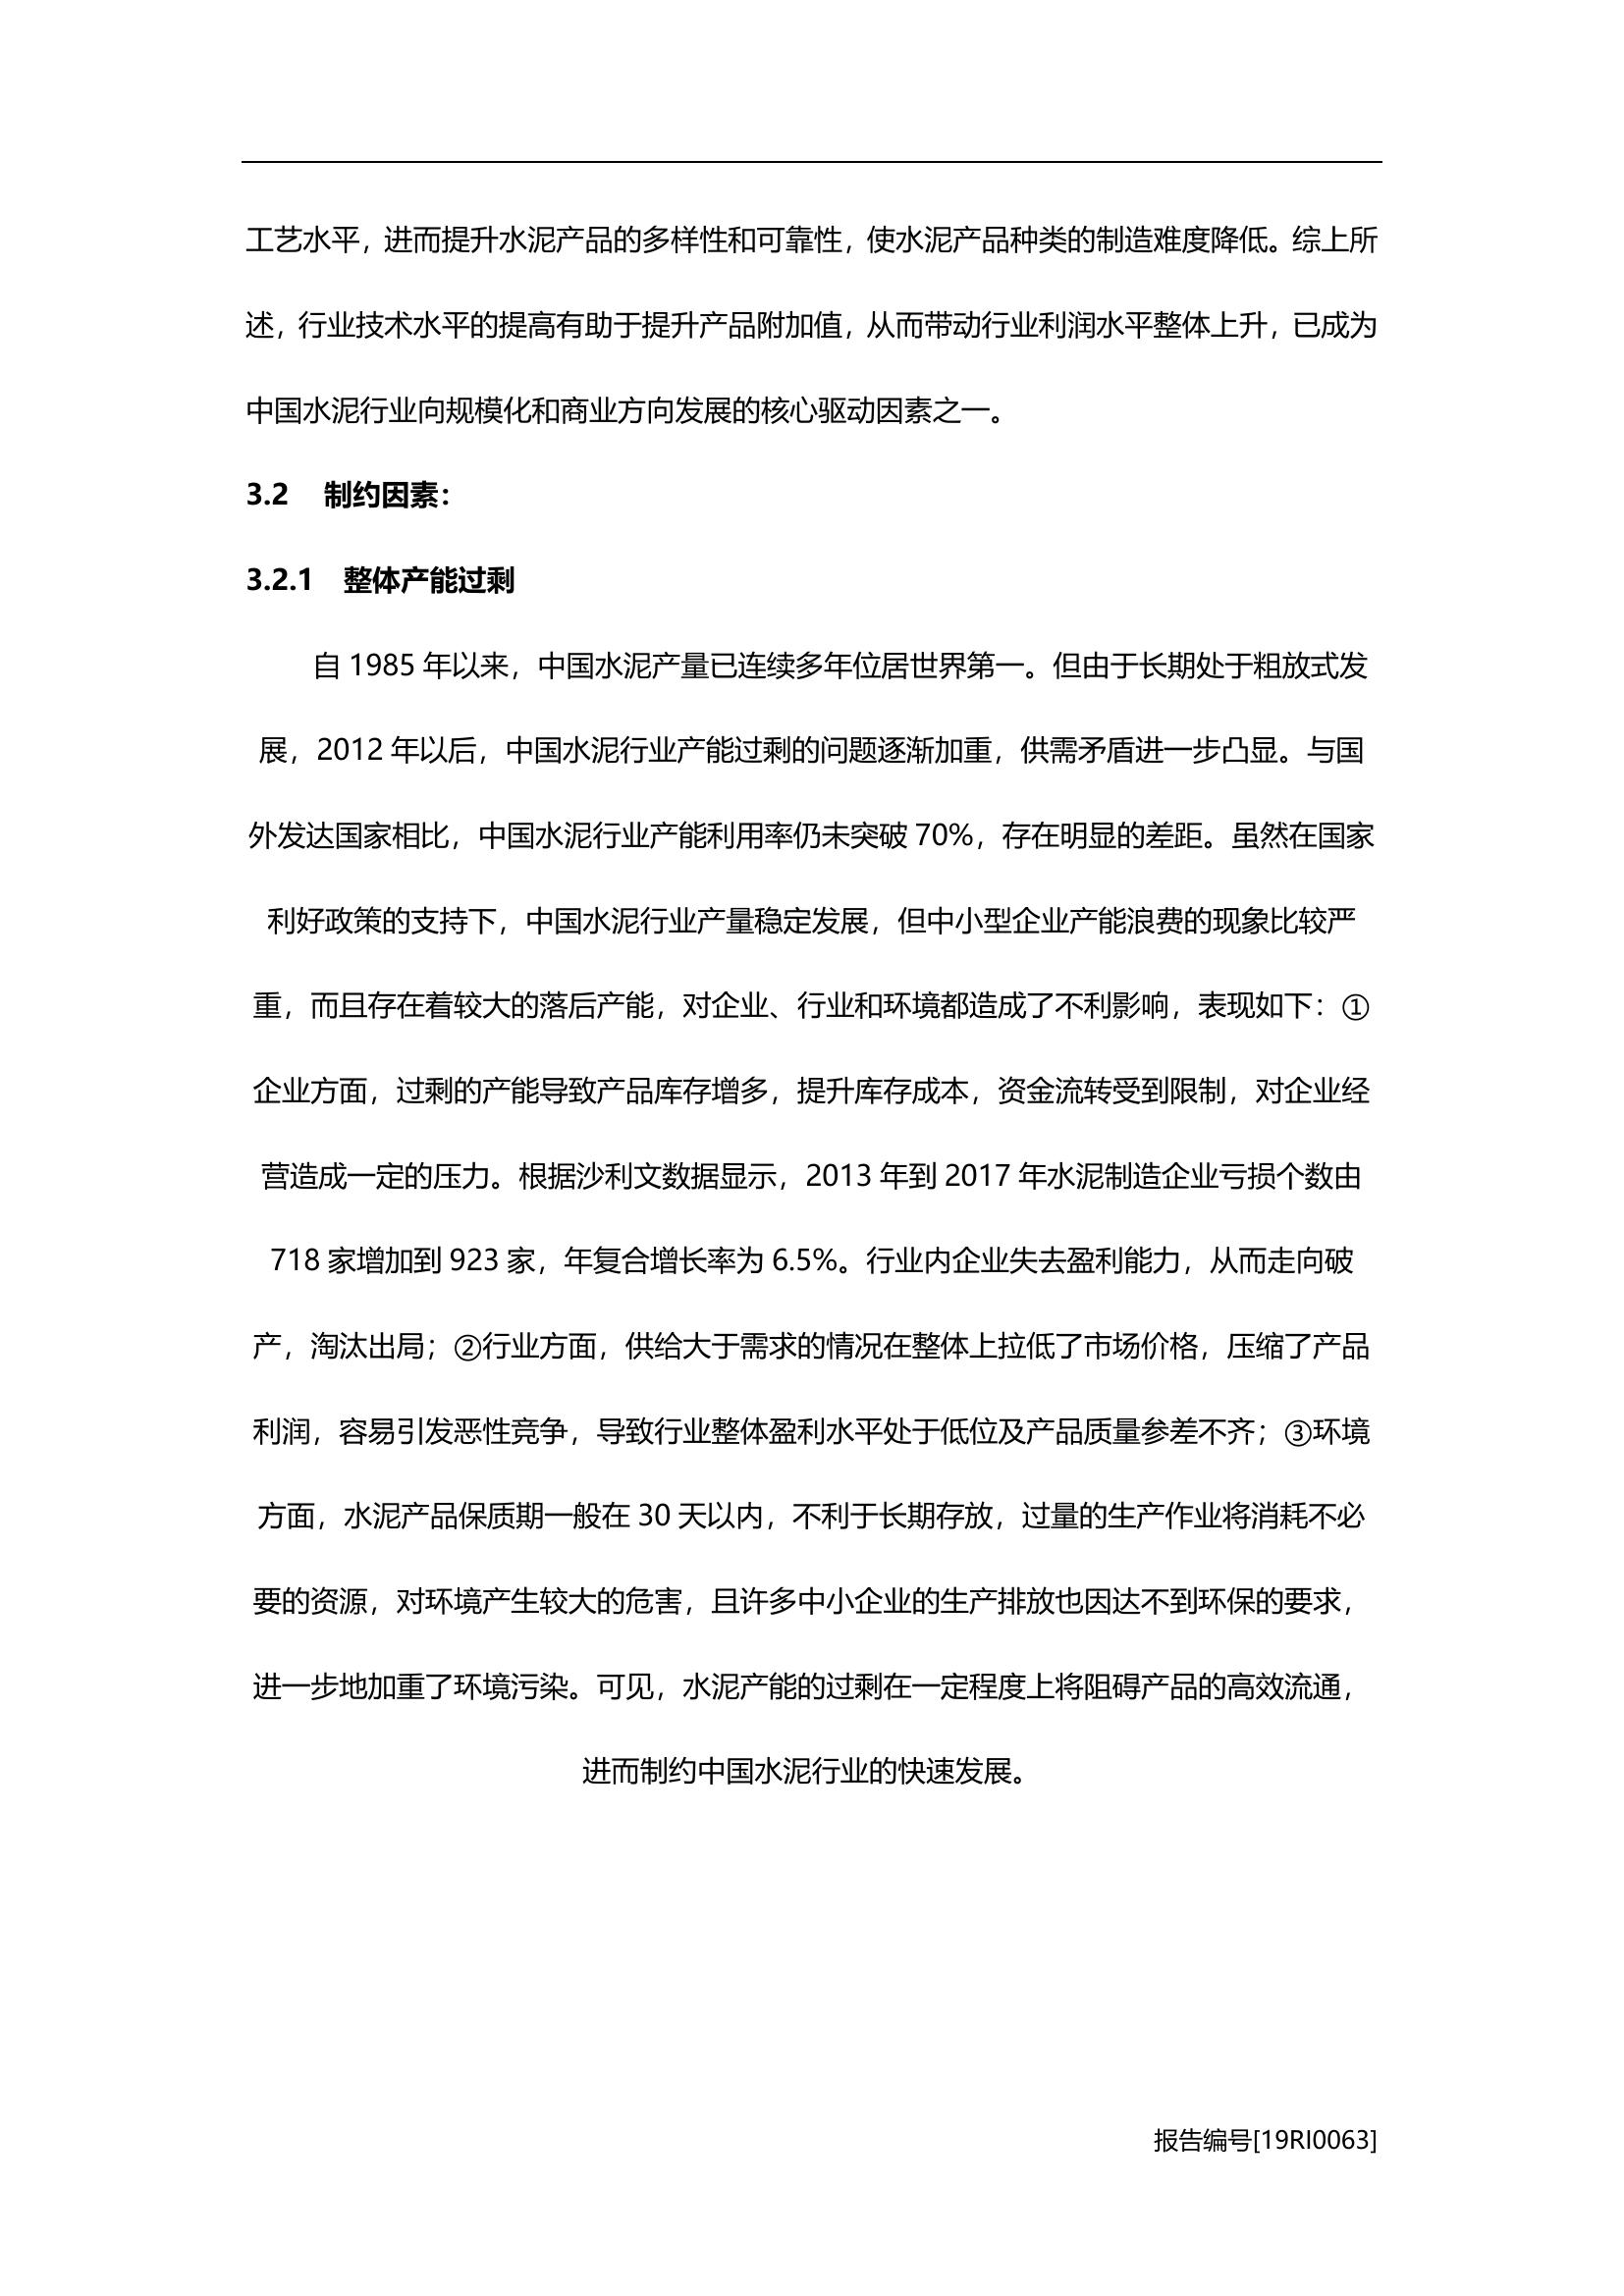 工艺水平，进而提升水泥产品的多样性和可靠性，使水泥产品种类的制造难度降低。综上所
述，行业技术水平的提高有助于提升产品附加值，从而带动行业利润水平整体上升，已成为
中国水泥行业向规模化和商业方向发展的核心驱动因素之一。
3.2 制约因素：
3.2.1 整体产能过剩
自 1985 年以来，中国水泥产量已连续多年位居世界第一。但由于长期处于粗放式发
展，2012 年以后，中国水泥行业产能过剩的问题逐渐加重，供需矛盾进一步凸显。与国
外发达国家相比，中国水泥行业产能利用率仍未突破 70%，存在明显的差距。虽然在国家
利好政策的支持下，中国水泥行业产量稳定发展，但中小型企业产能浪费的现象比较严
重，而且存在着较大的落后产能，对企业、行业和环境都造成了不利影响，表现如下：①
企业方面，过剩的产能导致产品库存增多，提升库存成本，资金流转受到限制，对企业经
营造成一定的压力。根据沙利文数据显示，2013 年到 2017 年水泥制造企业亏损个数由
718 家增加到 923 家，年复合增长率为 6.5%。行业内企业失去盈利能力，从而走向破
产，淘汰出局；②行业方面，供给大于需求的情况在整体上拉低了市场价格，压缩了产品
利润，容易引发恶性竞争，导致行业整体盈利水平处于低位及产品质量参差不齐；③环境
方面，水泥产品保质期一般在 30 天以内，不利于长期存放，过量的生产作业将消耗不必
要的资源，对环境产生较大的危害，且许多中小企业的生产排放也因达不到环保的要求，
进一步地加重了环境污染。可见，水泥产能的过剩在一定程度上将阻碍产品的高效流通，
进而制约中国水泥行业的快速发展。
报告编号[19RI0063]